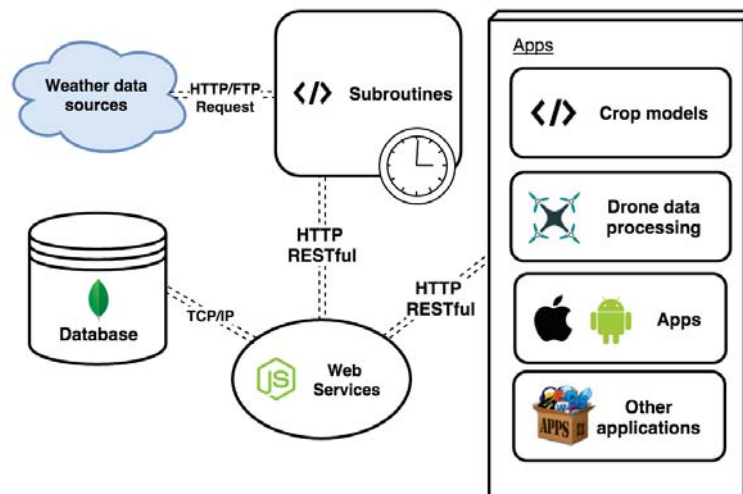 Weather data
sources
HTTP/FTP
Request
</> Subroutines
Apps
</> Crop models
Drone data
processing
HTTP
RESTful
HTTP
RESTful
Database
TCP/IP
JS
Web
Services
Apps
APPS
Other
applications